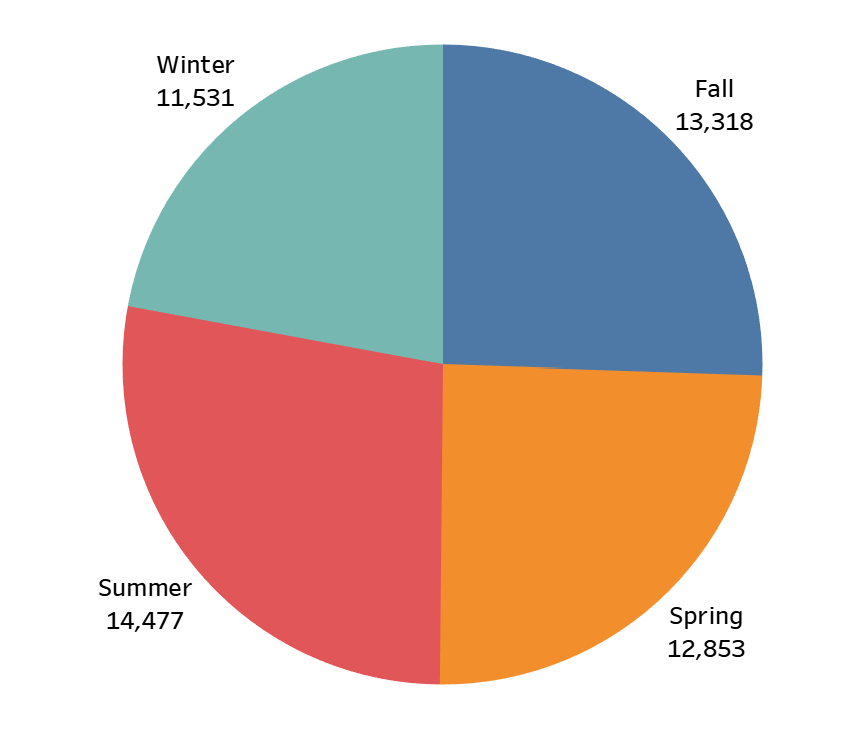 Winter
11,531
Fall
13,318
Summer
14,477
Spring
12,853